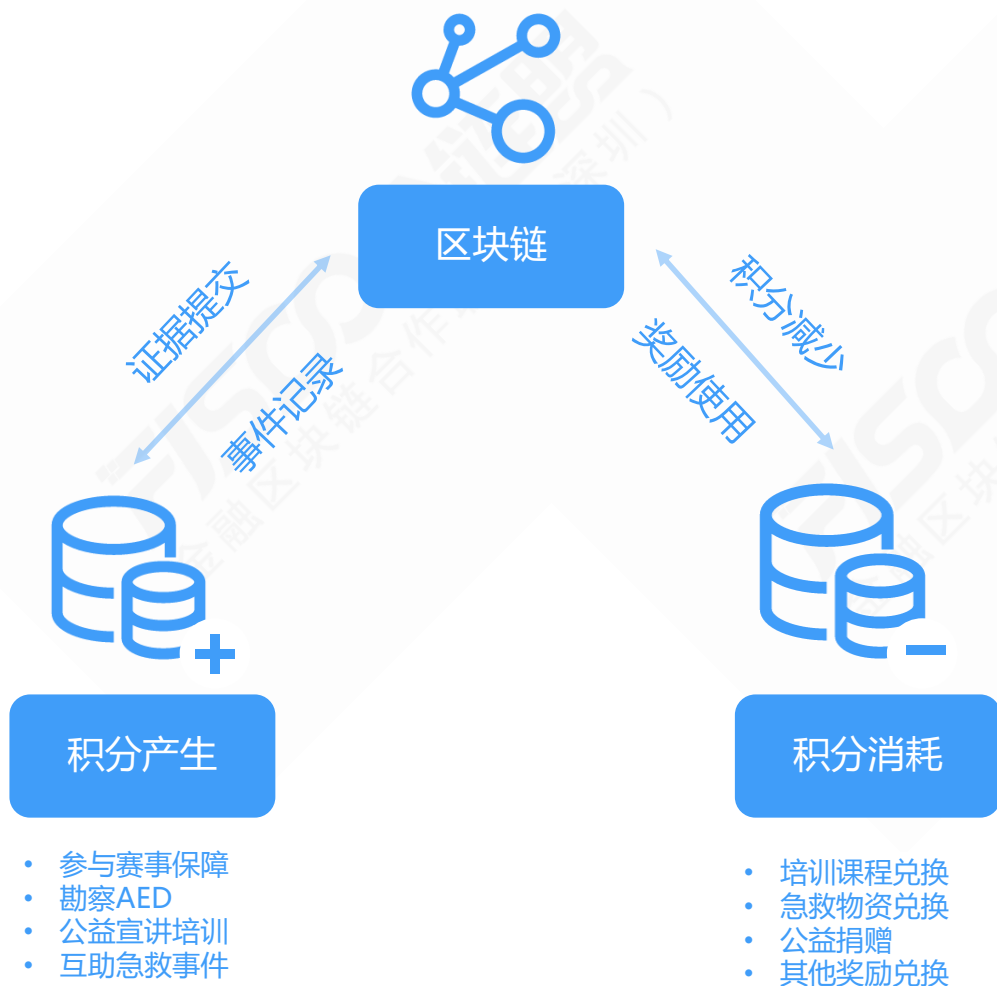 区块链
证据提交
事件记录
积分减少
奖励使用
积分产生
积分消耗
• 参与赛事保障
• 勘察AED
• 公益宣讲培训
• 互助急救事件
• 培训课程兑换
• 急救物资兑换
• 公益捐赠
• 其他奖励兑换